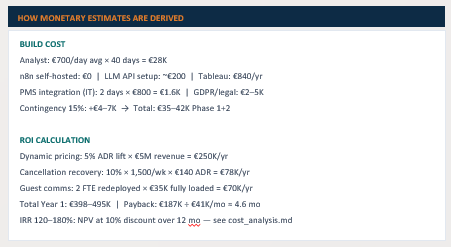 HOW MONETARY ESTIMATES ARE DERIVED
BUILD COST
Analyst: €700/day avg × 40 days = €28K
n8n self-hosted: €0 | LLM API setup: ~€200 | Tableau: €840/yr
PMS integration (IT): 2 days × €800 = €1.6K | GDPR/legal: €2–5K
Contingency 15%: +€4–7K → Total: €35–42K Phase 1+2
ROI CALCULATION
Dynamic pricing: 5% ADR lift × €5M revenue = €250K/yr
Cancellation recovery: 10% × 1,500/wk × €140 ADR = €78K/yr
Guest comms: 2 FTE redeployed × €35K fully loaded = €70K/yr
Total Year 1: €398–495K | Payback: €187K ÷ €41K/mo = 4.6 mo
IRR 120–180%: NPV at 10% discount over 12 mo — see cost_analysis.md